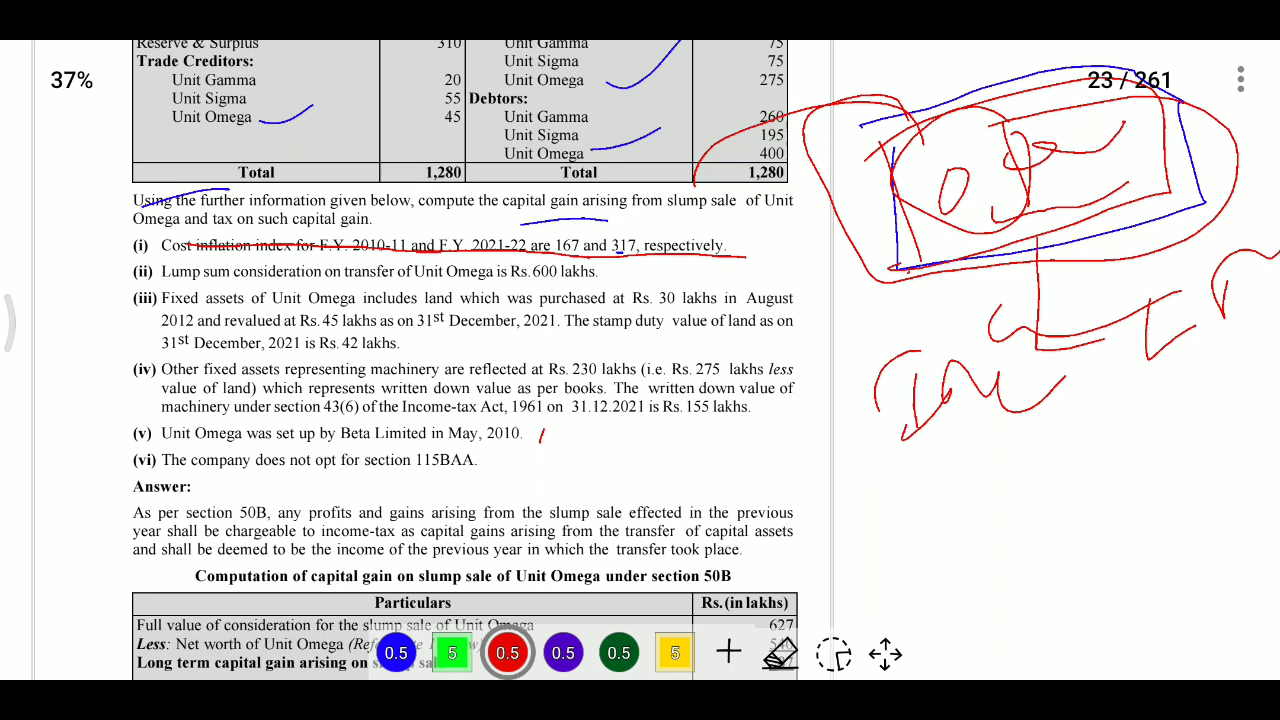 Reserve & Surplus 310 Unit Gamma 75
37% Trade Creditors: Unit Sigma 75 23 / 261
Unit Gamma 20 Unit Omega 275
Unit Sigma 55 Debtors:
Unit Omega 45 Unit Gamma 260
Unit Sigma 195
Unit Omega 400
Total 1,280 Total 1,280
Using the further information given below, compute the capital gain arising from slump sale of Unit
Omega and tax on such capital gain.
(i) Cost inflation index for F.Y. 2010-11 and F.Y. 2021-22 are 167 and 317, respectively.
(ii) Lump sum consideration on transfer of Unit Omega is Rs. 600 lakhs.
(iii) Fixed assets of Unit Omega includes land which was purchased at Rs. 30 lakhs in August
2012 and revalued at Rs. 45 lakhs as on 31st December, 2021. The stamp duty value of land as on
31st December, 2021 is Rs. 42 lakhs.
(iv) Other fixed assets representing machinery are reflected at Rs. 230 lakhs (i.e. Rs. 275 lakhs less
value of land) which represents written down value as per books. The written down value of
machinery under section 43(6) of the Income-tax Act, 1961 on 31.12.2021 is Rs. 155 lakhs.
(v) Unit Omega was set up by Beta Limited in May, 2010.
(vi) The company does not opt for section 115BAA.
Answer:
As per section 50B, any profits and gains arising from the slump sale effected in the previous
year shall be chargeable to income-tax as capital gains arising from the transfer of capital assets
and shall be deemed to be the income of the previous year in which the transfer took place.
Computation of capital gain on slump sale of Unit Omega under section 50B
Particulars Rs. (in lakhs)
Full value of consideration for the slump sale of Unit Omega 627
Less: Net worth of Unit Omega
Long term capital gain arising on
0.5 5 0.5 0.5 0.5 5